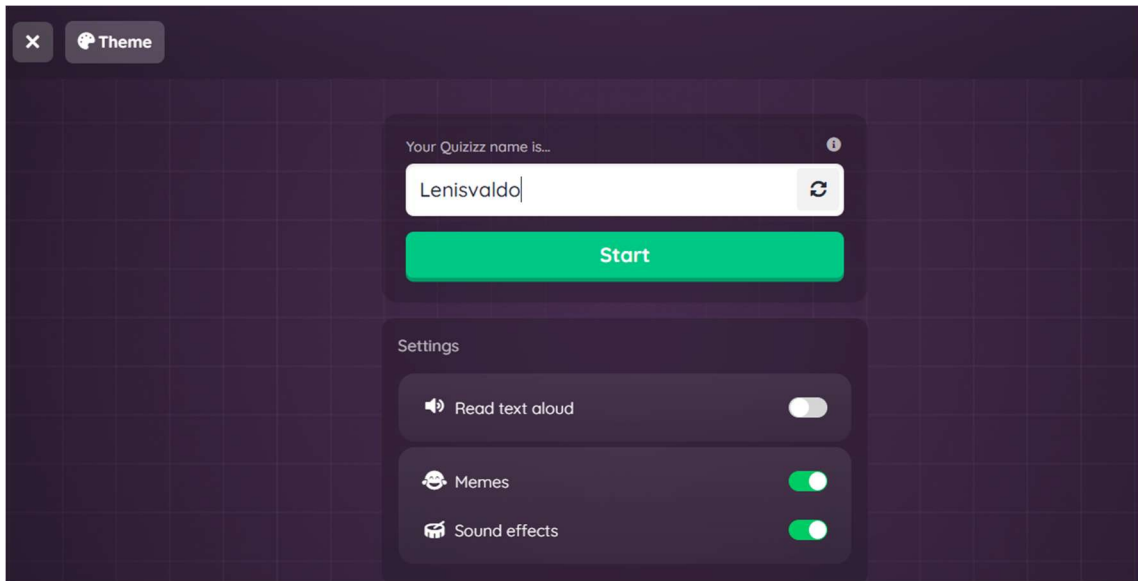 Theme
Your Quizizz name is...
Lenisvaldo
Start
Settings
Read text aloud
Memes
Sound effects